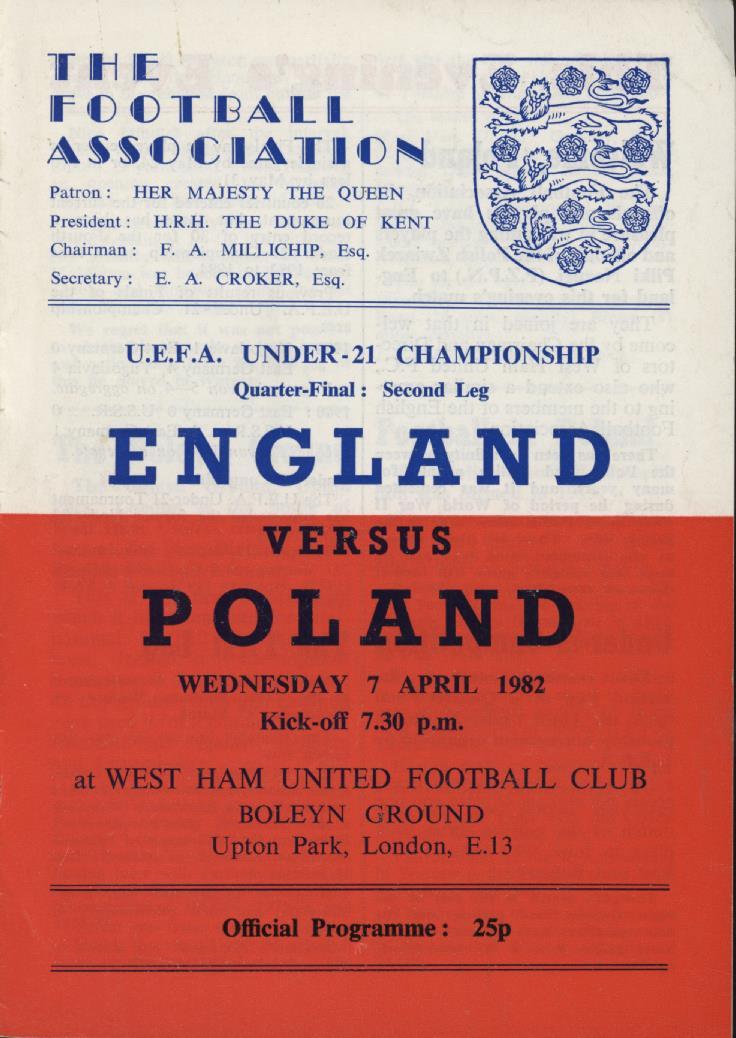 THE
FOOTBALL
ASSOCIATION
Patron: HER MAJESTY THE QUEEN
President: H.R.H. THE DUKE OF KENT
Chairman: F. A. MILLICHIP, Esq.
Secretary: E. A. CROKER, Esq.
U.E.F.A. UNDER-21 CHAMPIONSHIP
Quarter-Final: Second Leg
ENGLAND
VERSUS
POLAND
WEDNESDAY 7 APRIL 1982
Kick-off 7.30 p.m.
at WEST HAM UNITED FOOTBALL CLUB
BOLEYN GROUND
Upton Park, London, E.13
Official Programme: 25p